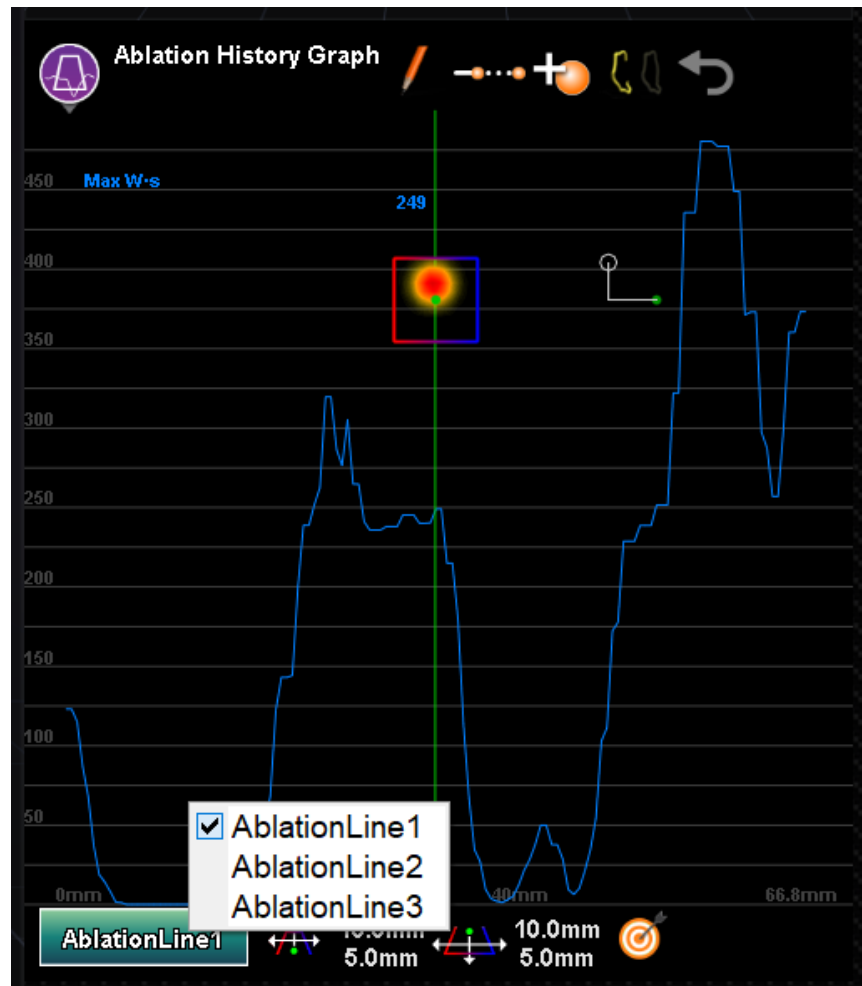 Ablation History Graph
450
Max W·s
249
400
350
300
250
200
150
100
50
AblationLine1
AblationLine2
AblationLine3
0mm
40mm
66.8mm
AblationLine1
10.0mm
5.0mm
5.0mm